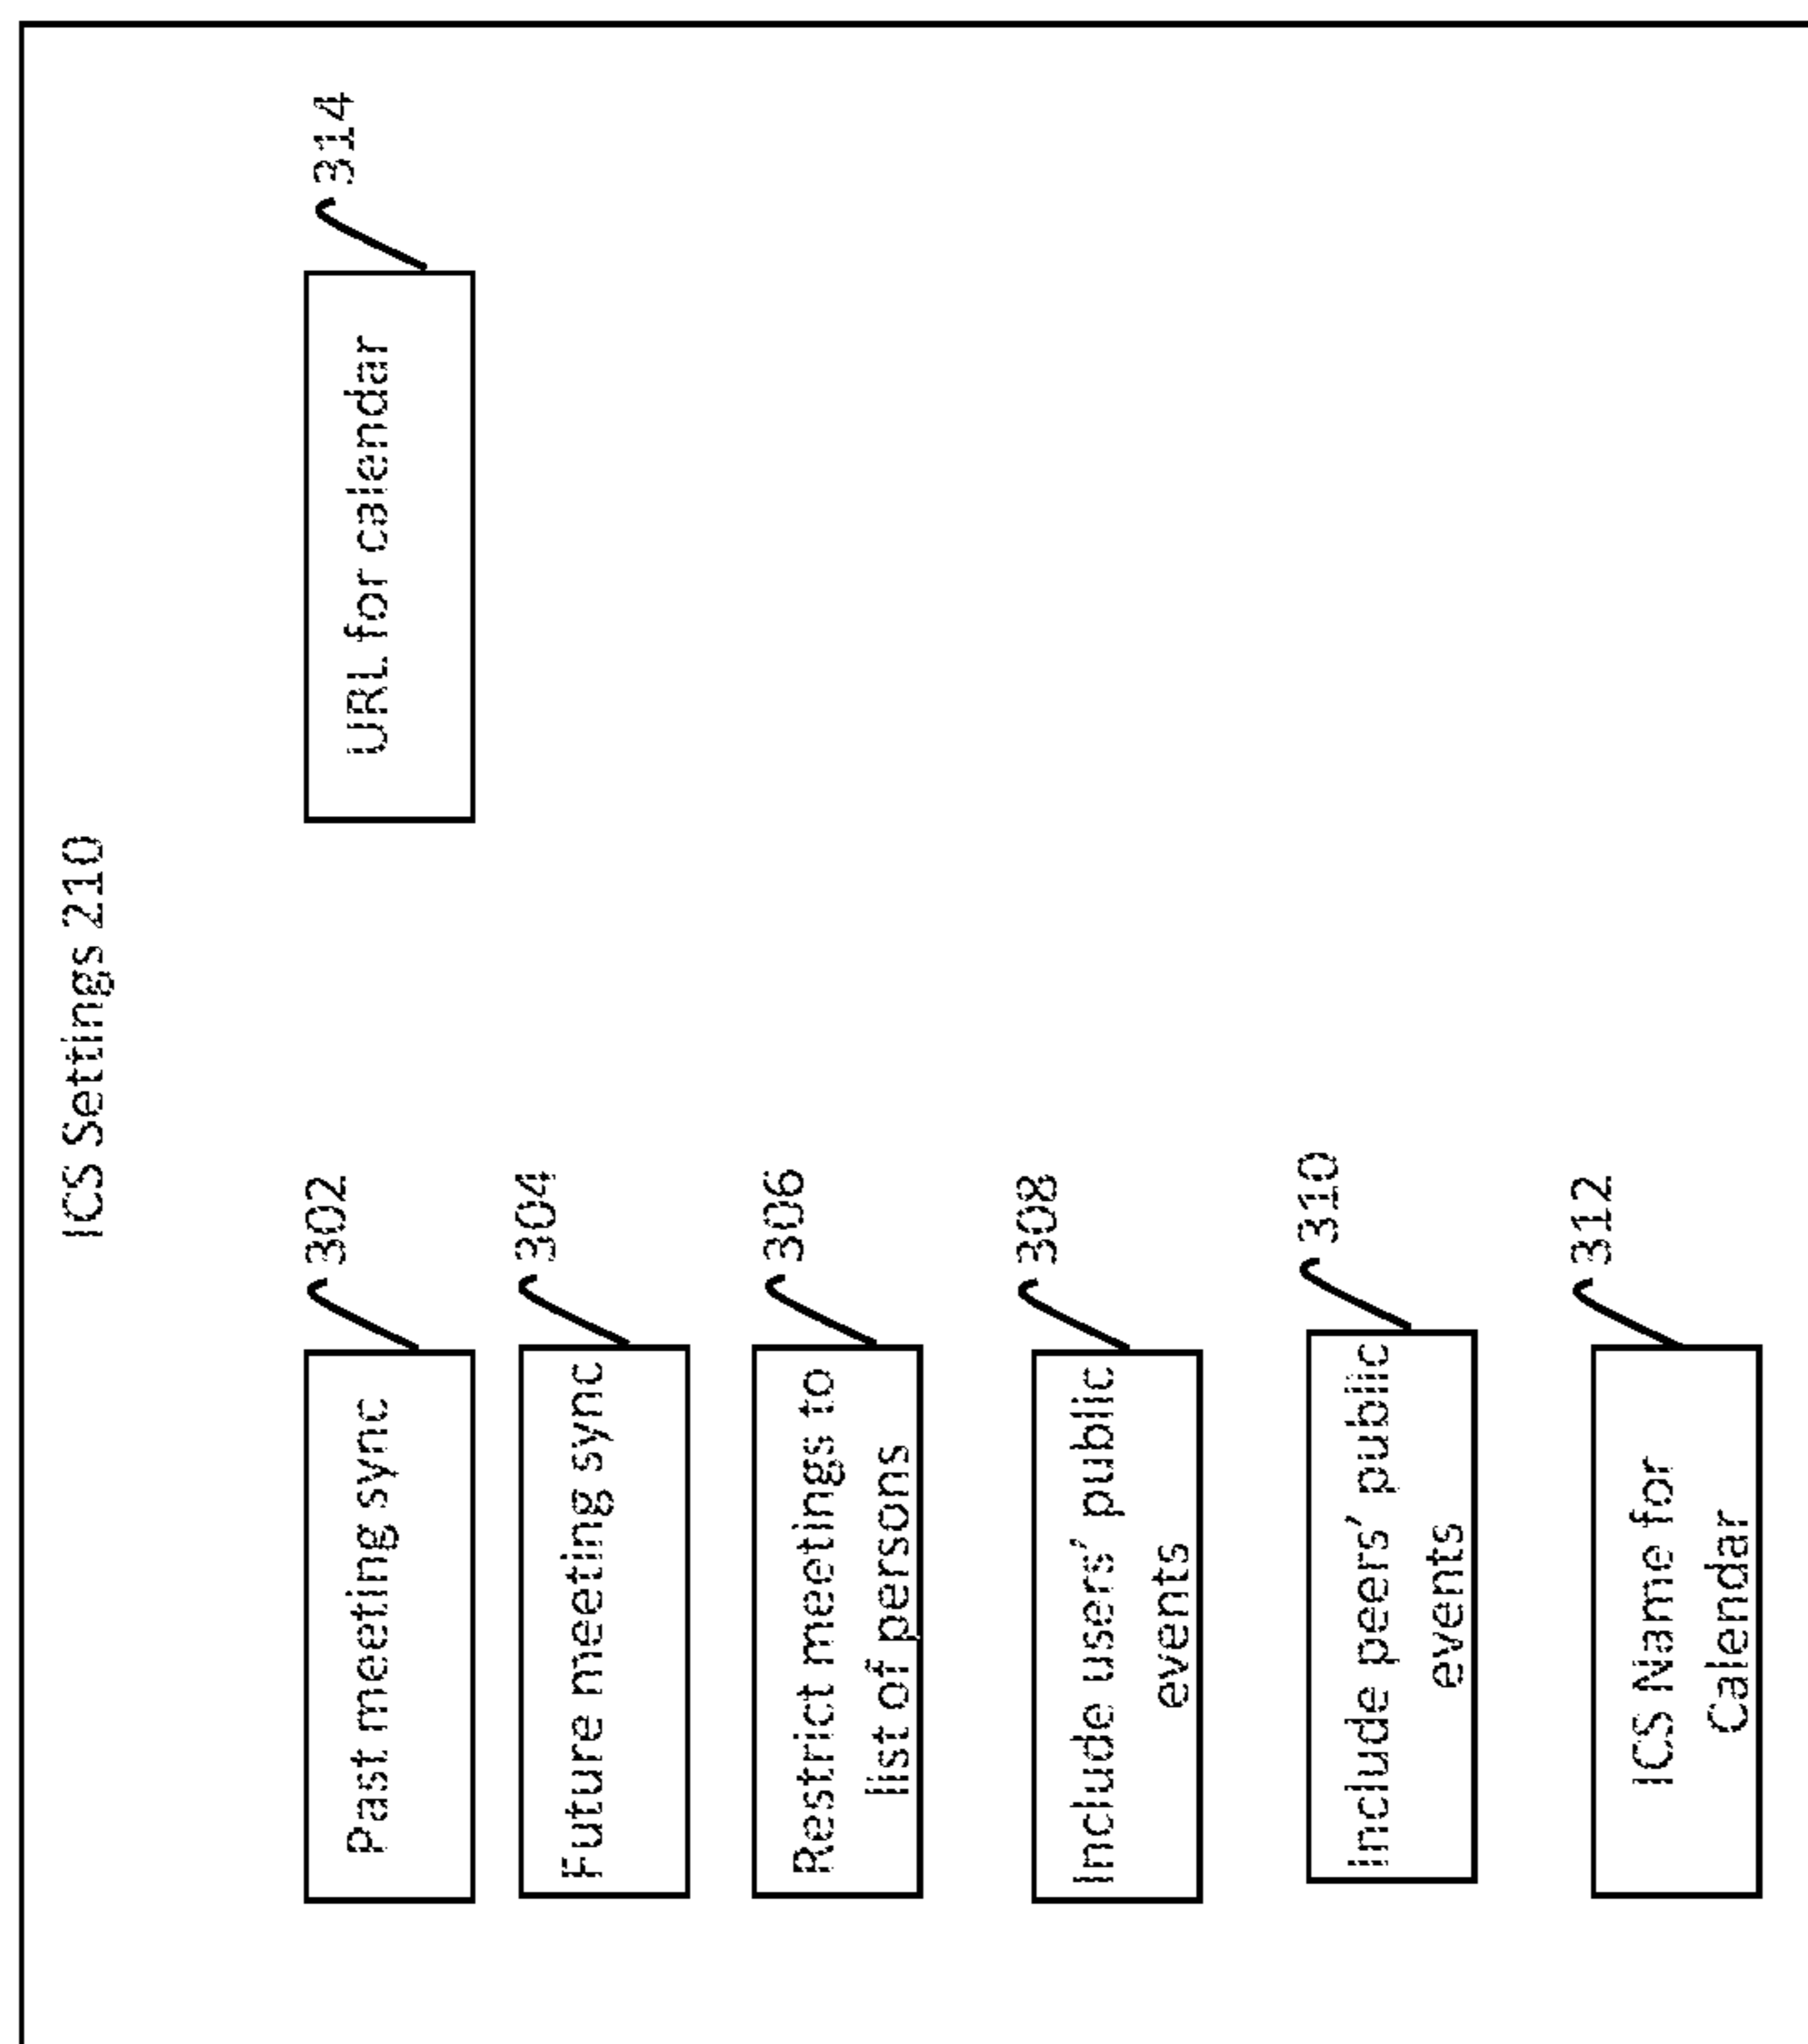 ICS Settings 210
302
Past meeting sync
304
Future meeting sync
306
Restrict meetings to
list of persons
308
Include users' public
events
310
Include peers' public
events
312
ICS Name for
Calendar
314
URL for calendar